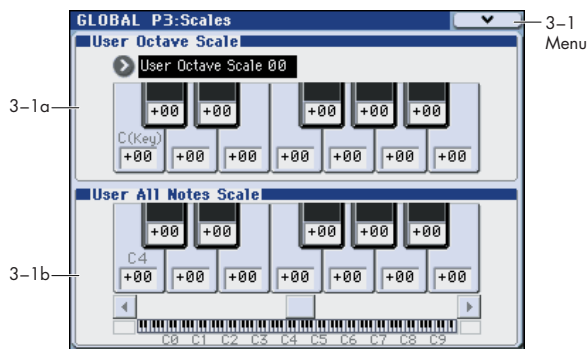 GLOBAL P3:Scales
3–1
Menu
User Octave Scale
User Octave Scale 00
3–1a
+00 +00 +00 +00 +00
C(Key)
+00 +00 +00 +00 +00 +00 +00
User All Notes Scale
+00 +00 +00 +00 +00
C4
3–1b
+00 +00 +00 +00 +00 +00 +00
C0 C1 C2 C3 C4 C5 C6 C7 C8 C9